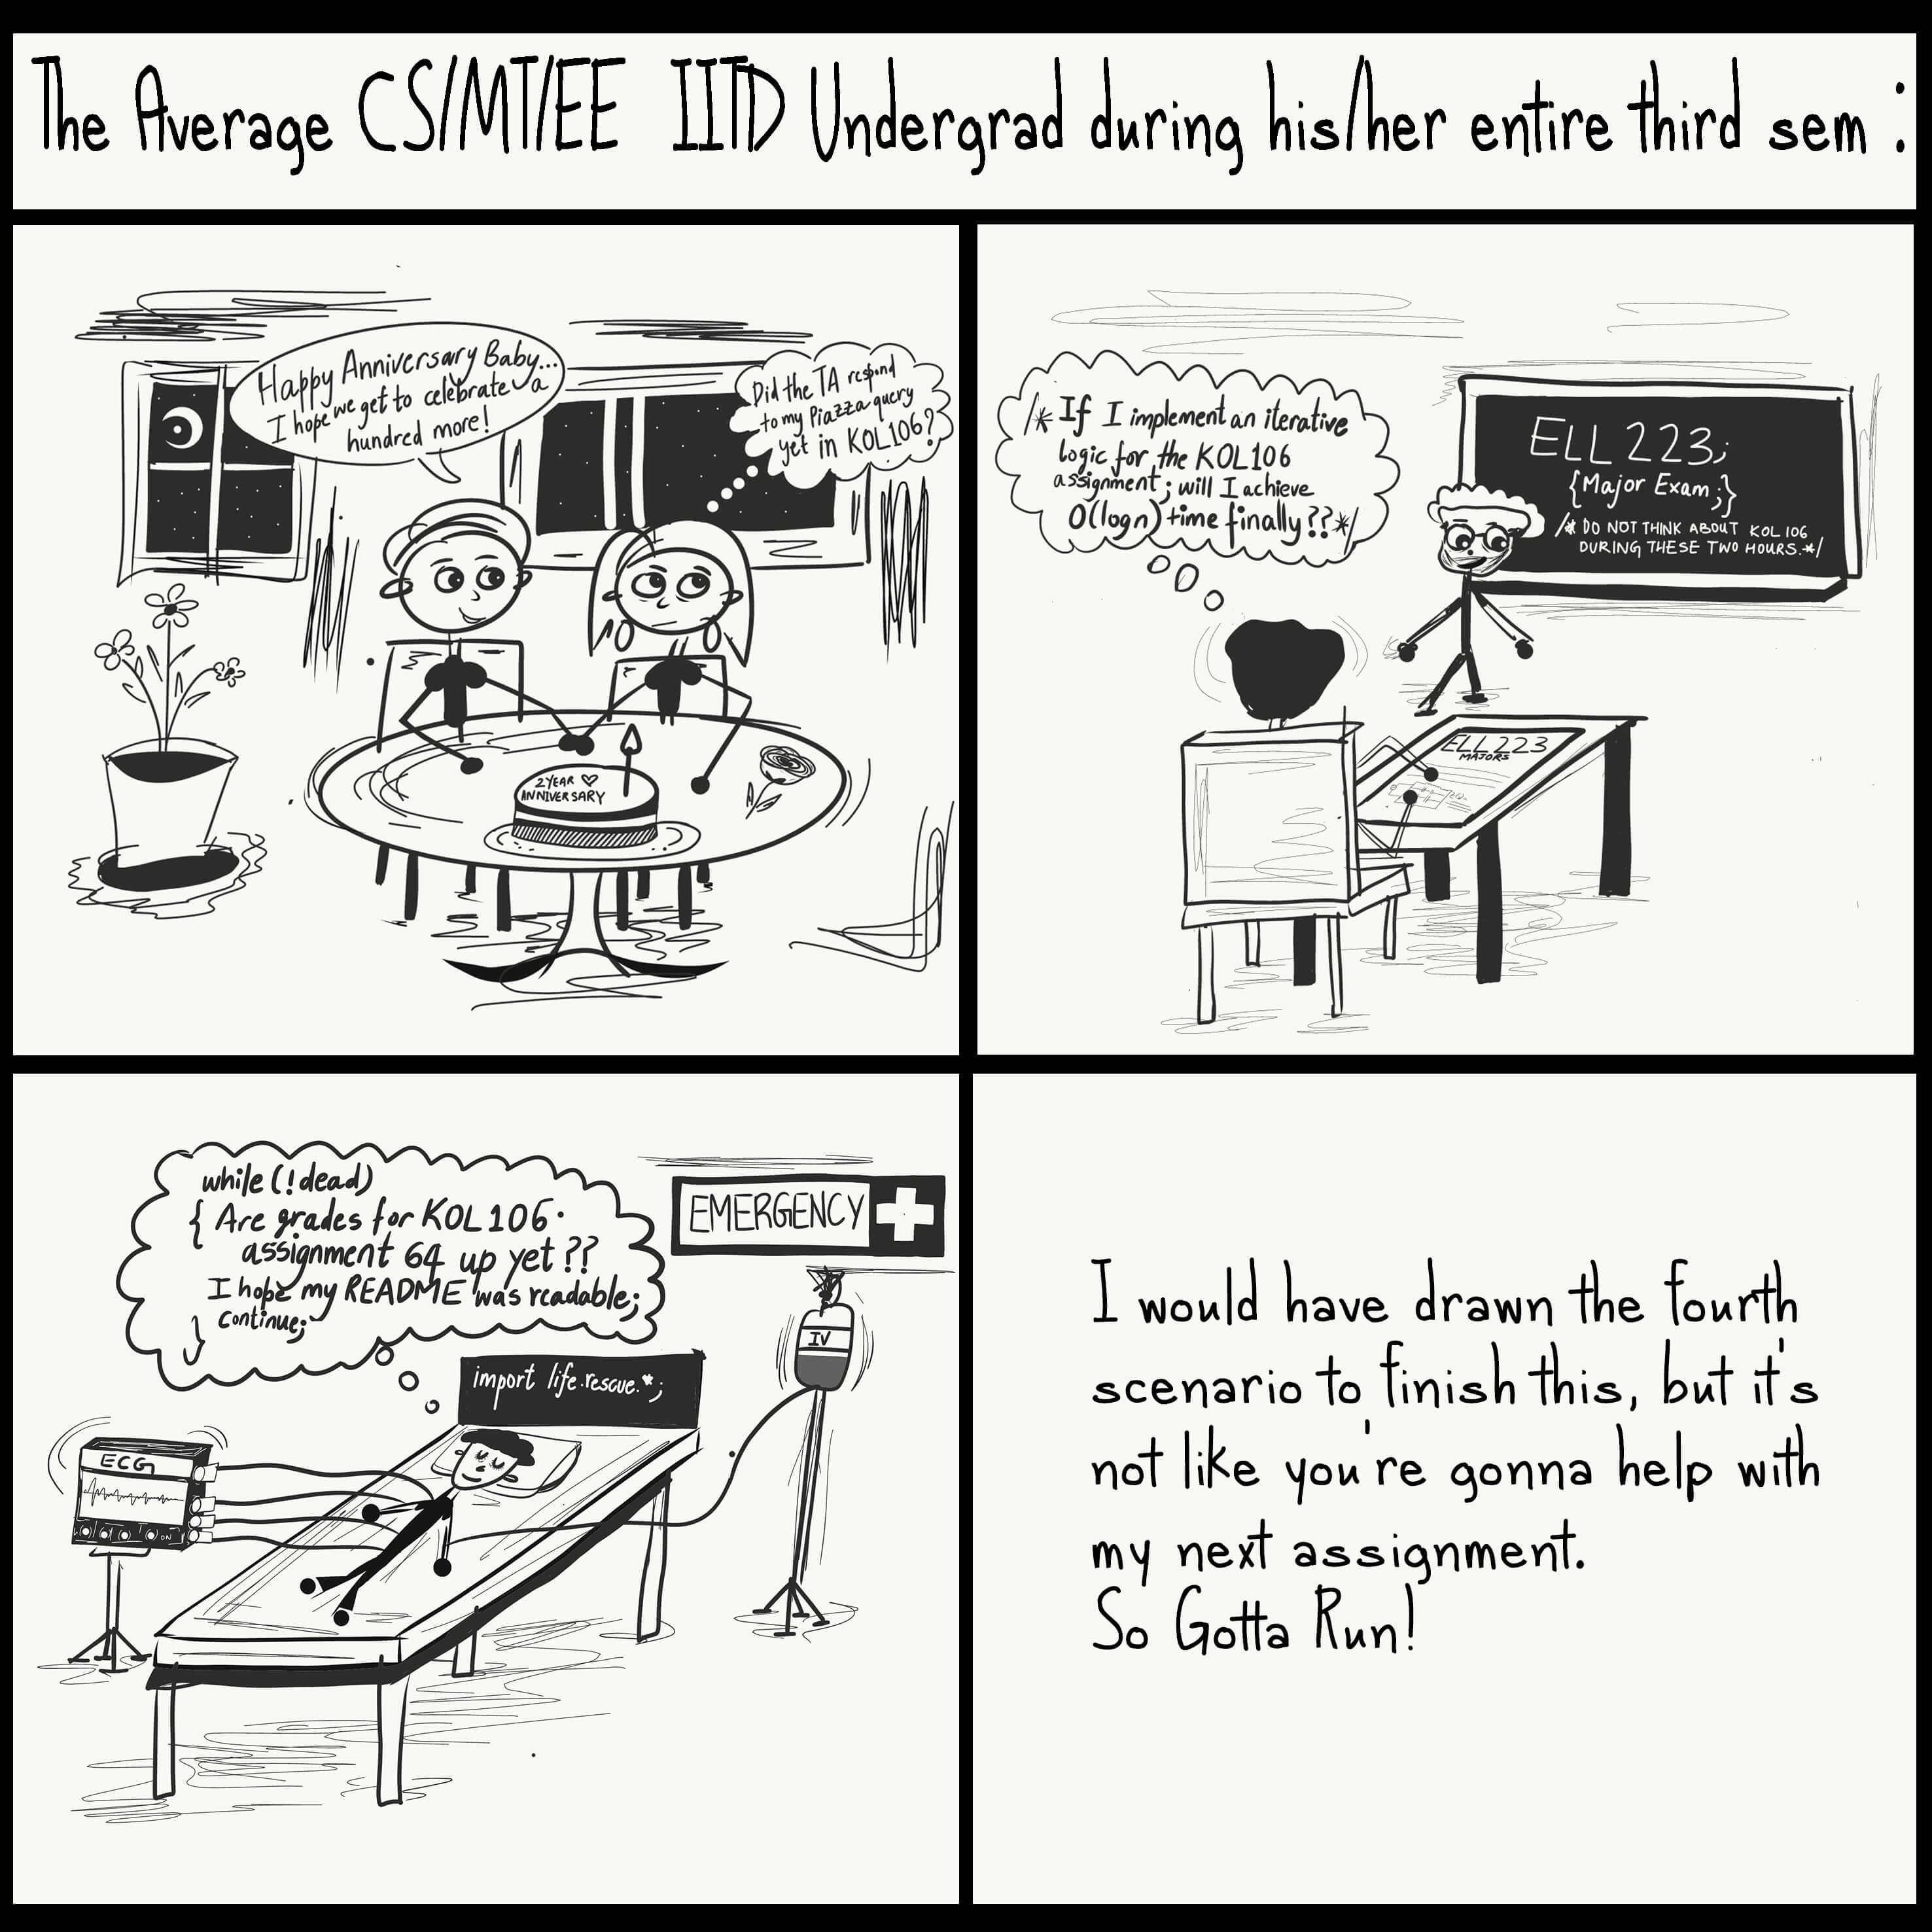 The Average CS/MT/EE IITD Undergrad during his/her entire third sem :
Happy Anniversary Baby...
I hope we get to celebrate a
hundred more!
Did the TA respond
to my Piazza query
yet in KOL106?
2 YEAR ♡
ANNIVERSARY
/* If I implement an iterative
logic for the KOL106
assignment; will I achieve
O(logn) time finally??*/
ELL 223;
{Major Exam;}
/* DO NOT THINK ABOUT KOL 106
DURING THESE TWO HOURS.*/
ELL 223
MAJORS
while (!dead)
{ Are grades for KOL106
assignment 64 up yet ??
I hope my README was readable;
continue;
}
EMERGENCY
IV
import life.rescue.*;
ECG
ON
I would have drawn the fourth
scenario to finish this, but it's
not like you're gonna help with
my next assignment.
So Gotta Run!